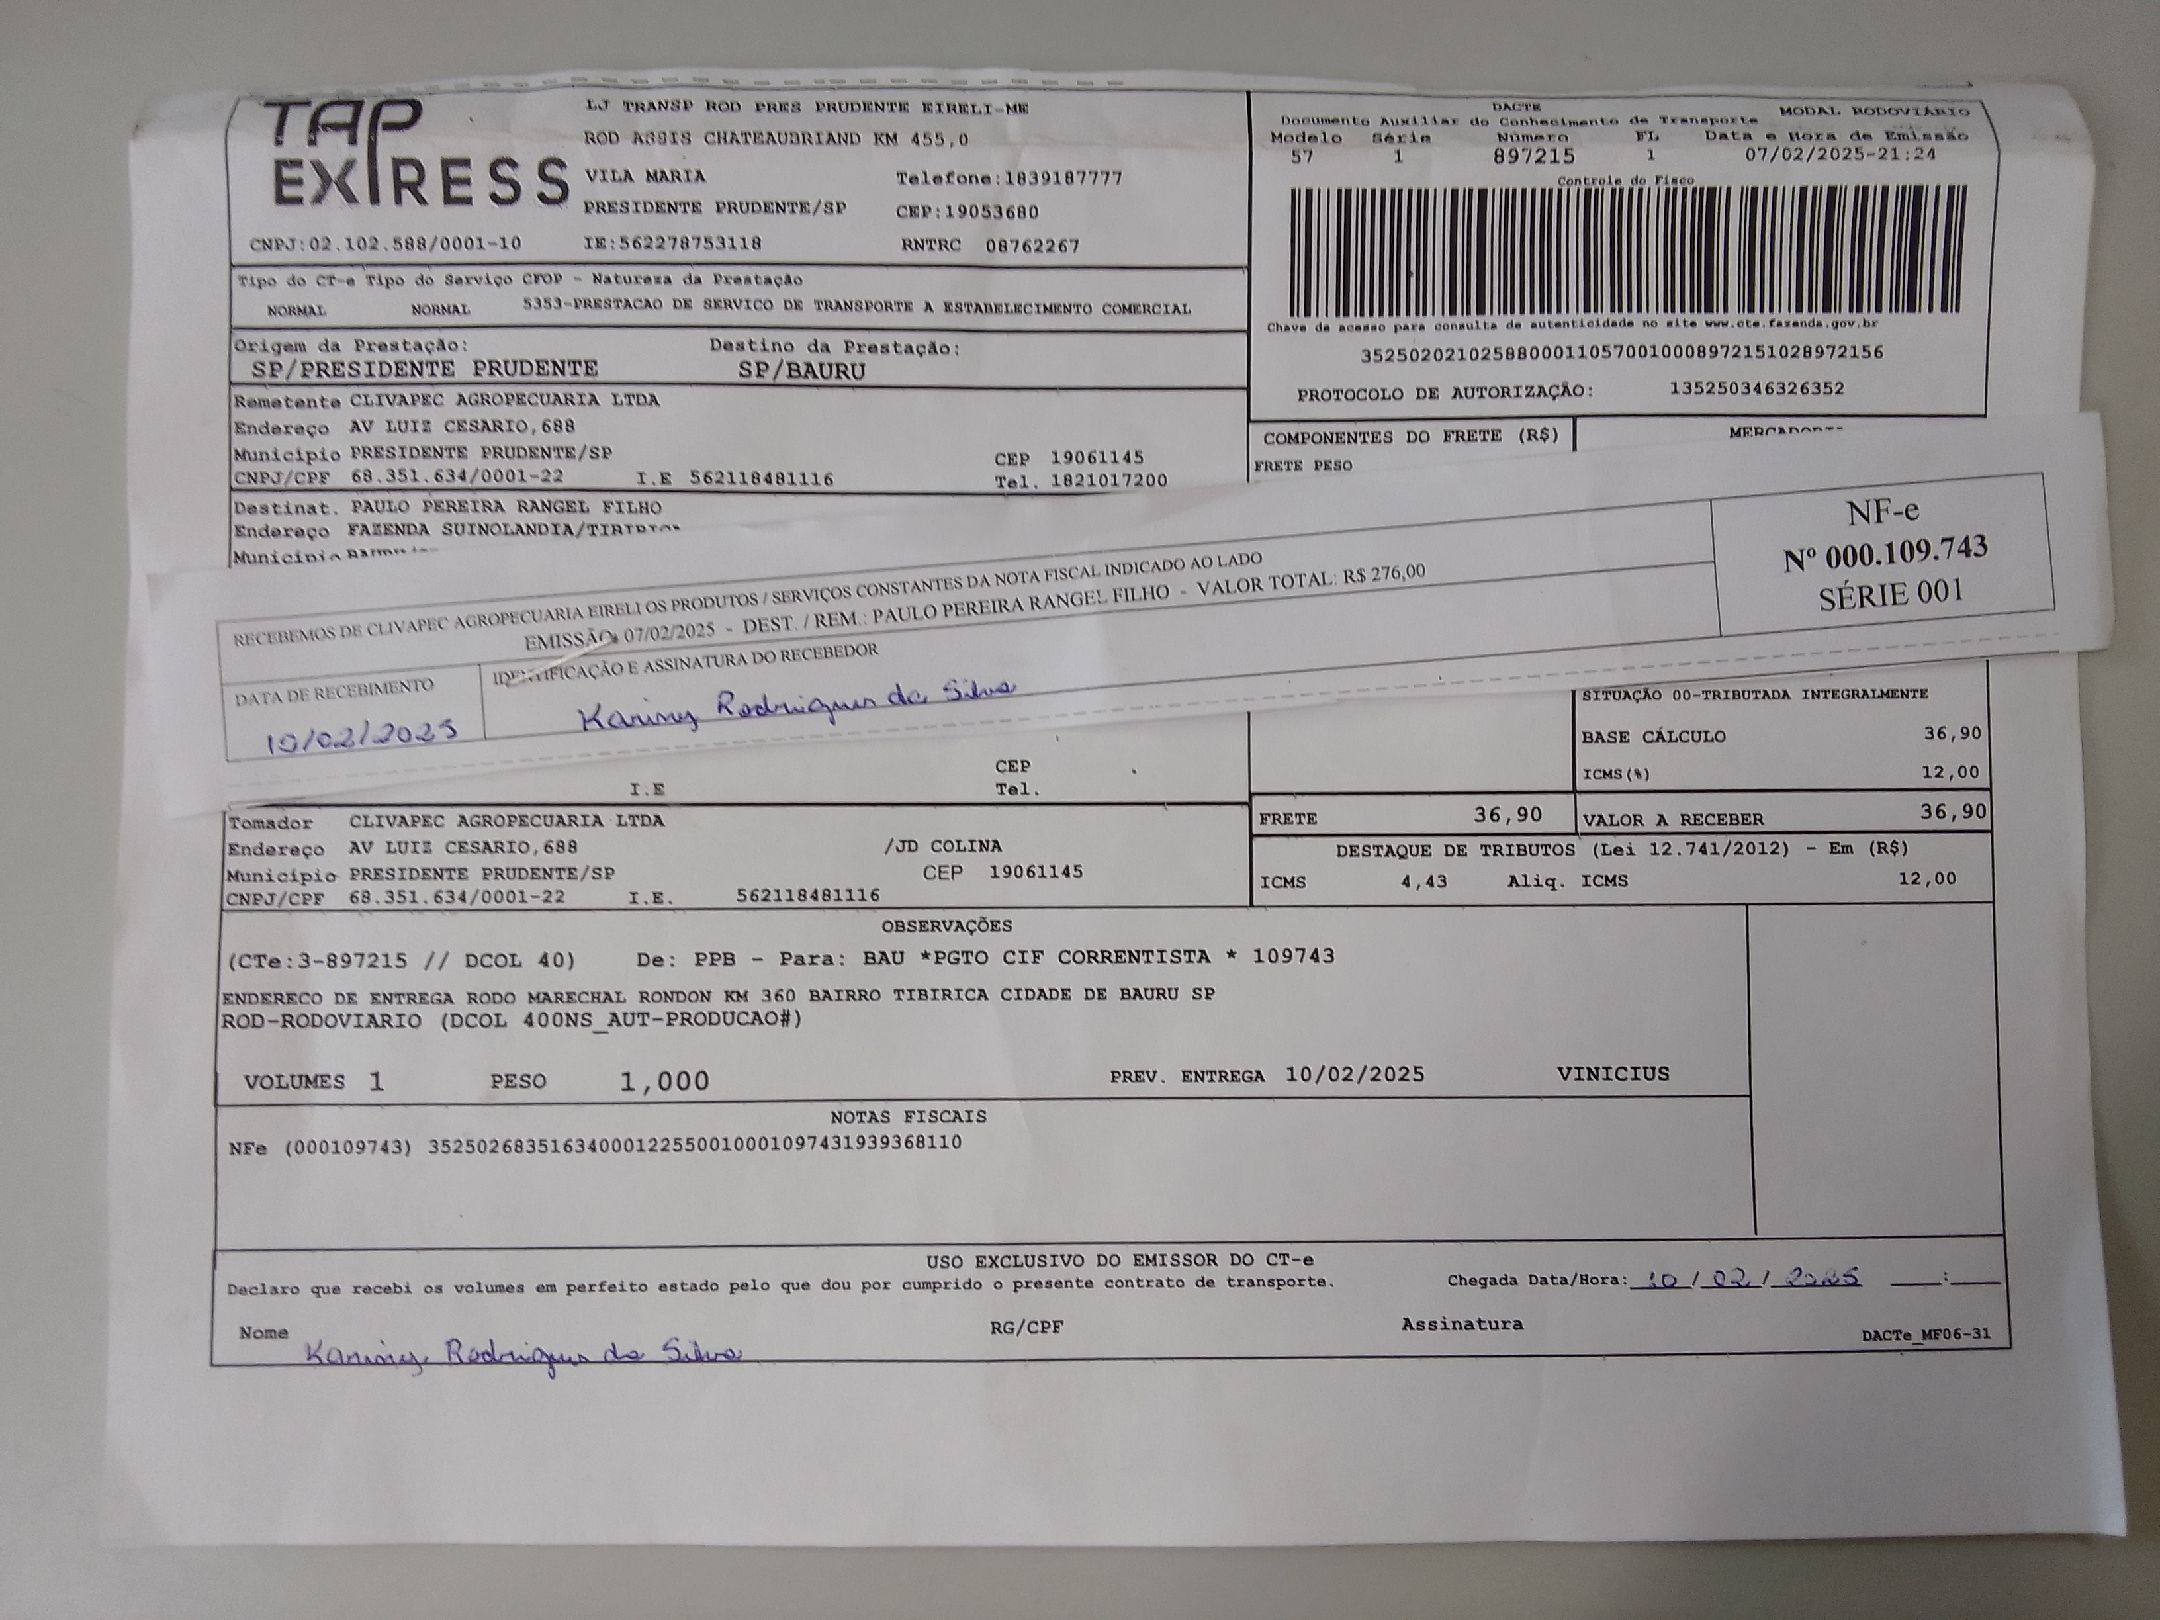 TAP EXPRESS
LJ TRANSP ROD PRES PRUDENTE EIRELI-ME
ROD ASSIS CHATEAUBRIAND KM 455,0
VILA MARIA Telefone:1839187777
PRESIDENTE PRUDENTE/SP CEP:19053680
CNPJ:02.102.588/0001-10 IE:562278753118 RNTRC 08762267
DACTE MODAL RODOVIÁRIO
Documento Auxiliar do Conhecimento de Transporte
Modelo Série Número FL Data e Hora de Emissão
57 1 897215 1 07/02/2025-21:24
Controle do Fisco
Chave de acesso para consulta de autenticidade no site www.cte.fazenda.gov.br
35250202102588000110570010008972151028972156
PROTOCOLO DE AUTORIZAÇÃO: 135250346326352
Tipo do CT-e Tipo do Serviço CFOP - Natureza da Prestação
NORMAL NORMAL 5353-PRESTACAO DE SERVICO DE TRANSPORTE A ESTABELECIMENTO COMERCIAL
Origem da Prestação: Destino da Prestação:
SP/PRESIDENTE PRUDENTE SP/BAURU
Remetente CLIVAPEC AGROPECUARIA LTDA
Endereço AV LUIZ CESARIO,688
Municipio PRESIDENTE PRUDENTE/SP CEP 19061145
CNPJ/CPF 68.351.634/0001-22 I.E 562118481116 Tel. 1821017200
COMPONENTES DO FRETE (R$)
FRETE PESO
Destinat. PAULO PEREIRA RANGEL FILHO
Endereço FAZENDA SUINOLANDIA/
Município
RECEBEMOS DE CLIVAPEC AGROPECUARIA EIRELI OS PRODUTOS / SERVIÇOS CONSTANTES DA NOTA FISCAL INDICADO AO LADO
EMISSÃO: 07/02/2025 - DEST. / REM.: PAULO PEREIRA RANGEL FILHO - VALOR TOTAL: R$ 276,00
NF-e
Nº 000.109.743
SÉRIE 001
DATA DE RECEBIMENTO
10/02/2025
IDENTIFICAÇÃO E ASSINATURA DO RECEBEDOR
Rodrigues da Silva
SITUAÇÃO 00-TRIBUTADA INTEGRALMENTE
BASE CÁLCULO 36,90
ICMS(%) 12,00
CEP
I.E Tel.
FRETE 36,90 VALOR A RECEBER 36,90
Tomador CLIVAPEC AGROPECUARIA LTDA
Endereço AV LUIZ CESARIO,688 /JD COLINA
Município PRESIDENTE PRUDENTE/SP CEP 19061145
CNPJ/CPF 68.351.634/0001-22 I.E. 562118481116
DESTAQUE DE TRIBUTOS (Lei 12.741/2012) - Em (R$)
ICMS 4,43 Aliq. ICMS 12,00
OBSERVAÇÕES
(CTe:3-897215 // DCOL 40) De: PPB - Para: BAU *PGTO CIF CORRENTISTA * 109743
ENDERECO DE ENTREGA RODO MARECHAL RONDON KM 360 BAIRRO TIBIRICA CIDADE DE BAURU SP
ROD-RODOVIARIO (DCOL 400NS_AUT-PRODUCAO#)
VOLUMES 1 PESO 1,000 PREV. ENTREGA 10/02/2025 VINICIUS
NOTAS FISCAIS
NFe (000109743) 35250268351634000122550010001097431939368110
USO EXCLUSIVO DO EMISSOR DO CT-e
Declaro que recebi os volumes em perfeito estado pelo que dou por cumprido o presente contrato de transporte.
Chegada Data/Hora: 10/02/2025 __:__
Nome Rodrigues da Silva RG/CPF Assinatura
DACTe_MF06-31